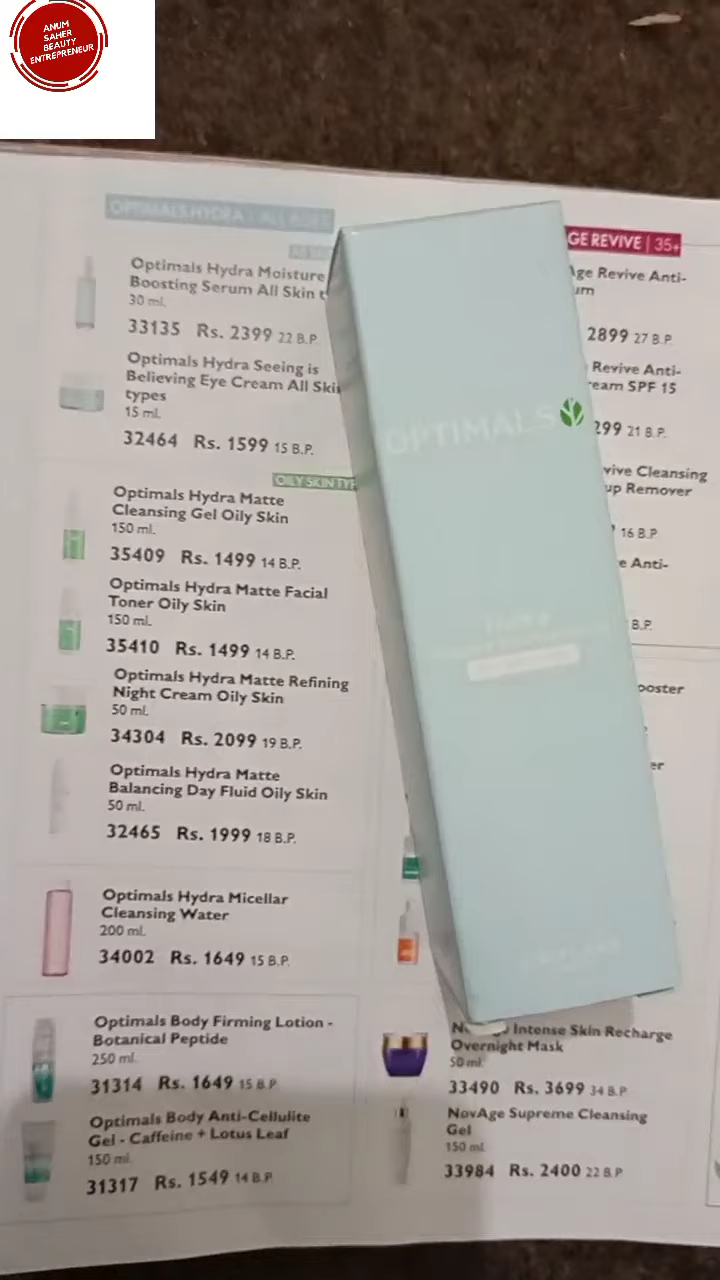 ANUM
SAHER
BEAUTY
ENTREPRENEUR
OPTIMALS HYDRA | ALL AGES
Optimals Hydra Moisture
Boosting Serum All Skin t
30 ml.
33135 Rs. 2399 22 B.P.
Optimals Hydra Seeing is
Believing Eye Cream All Skin
types
15 ml.
32464 Rs. 1599 15 B.P.
OILY SKIN TYP
Optimals Hydra Matte
Cleansing Gel Oily Skin
150 ml.
35409 Rs. 1499 14 B.P.
Optimals Hydra Matte Facial
Toner Oily Skin
150 ml.
35410 Rs. 1499 14 B.P.
Optimals Hydra Matte Refining
Night Cream Oily Skin
50 ml.
34304 Rs. 2099 19 B.P.
Optimals Hydra Matte
Balancing Day Fluid Oily Skin
50 ml.
32465 Rs. 1999 18 B.P.
Optimals Hydra Micellar
Cleansing Water
200 ml.
34002 Rs. 1649 15 B.P.
Optimals Body Firming Lotion -
Botanical Peptide
250 ml.
31314 Rs. 1649 15 B.P
Optimals Body Anti-Cellulite
Gel - Caffeine + Lotus Leaf
150 ml.
31317 Rs. 1549 14 B.P.
OPTIMALS
GE REVIVE | 35+
Age Revive Anti-
um
2899 27 B.P.
Revive Anti-
ream SPF 15
299 21 B.P.
vive Cleansing
up Remover
16 B.P
e Anti-
B.P.
ooster
er
Intense Skin Recharge
Overnight Mask
50 ml.
33490 Rs. 3699 34 B.P.
NovAge Supreme Cleansing
Gel
150 ml.
33984 Rs. 2400 22 B.P